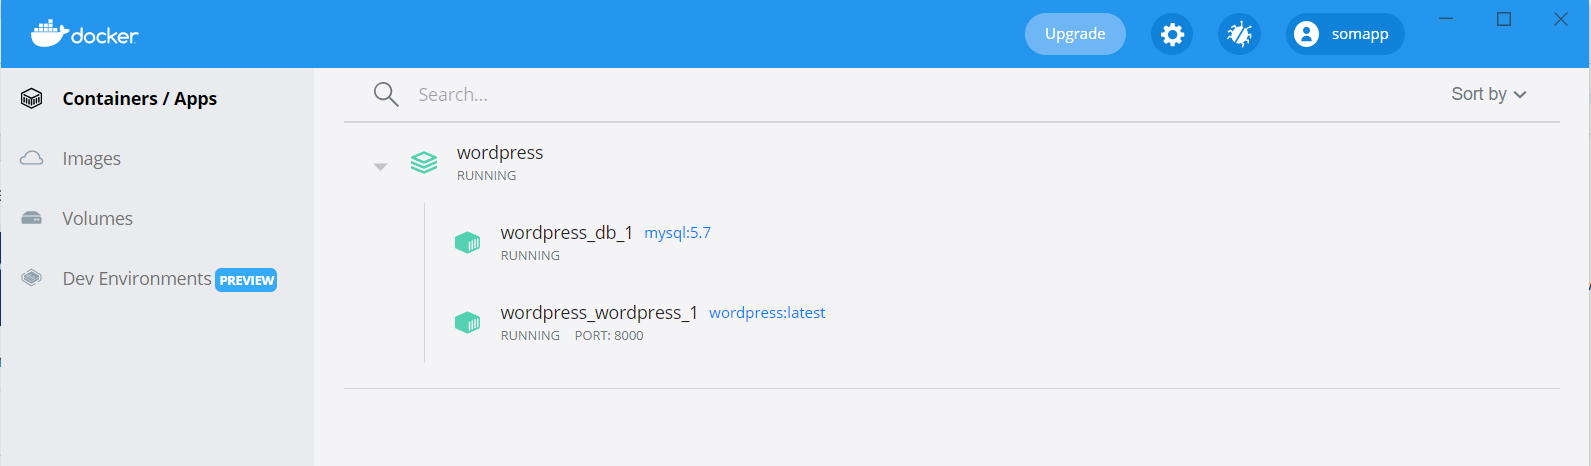 docker
Upgrade
somapp
Containers / Apps
Images
Volumes
Dev Environments PREVIEW
Search...
Sort by
wordpress
RUNNING
wordpress_db_1 mysql:5.7
RUNNING
wordpress_wordpress_1 wordpress:latest
RUNNING PORT: 8000